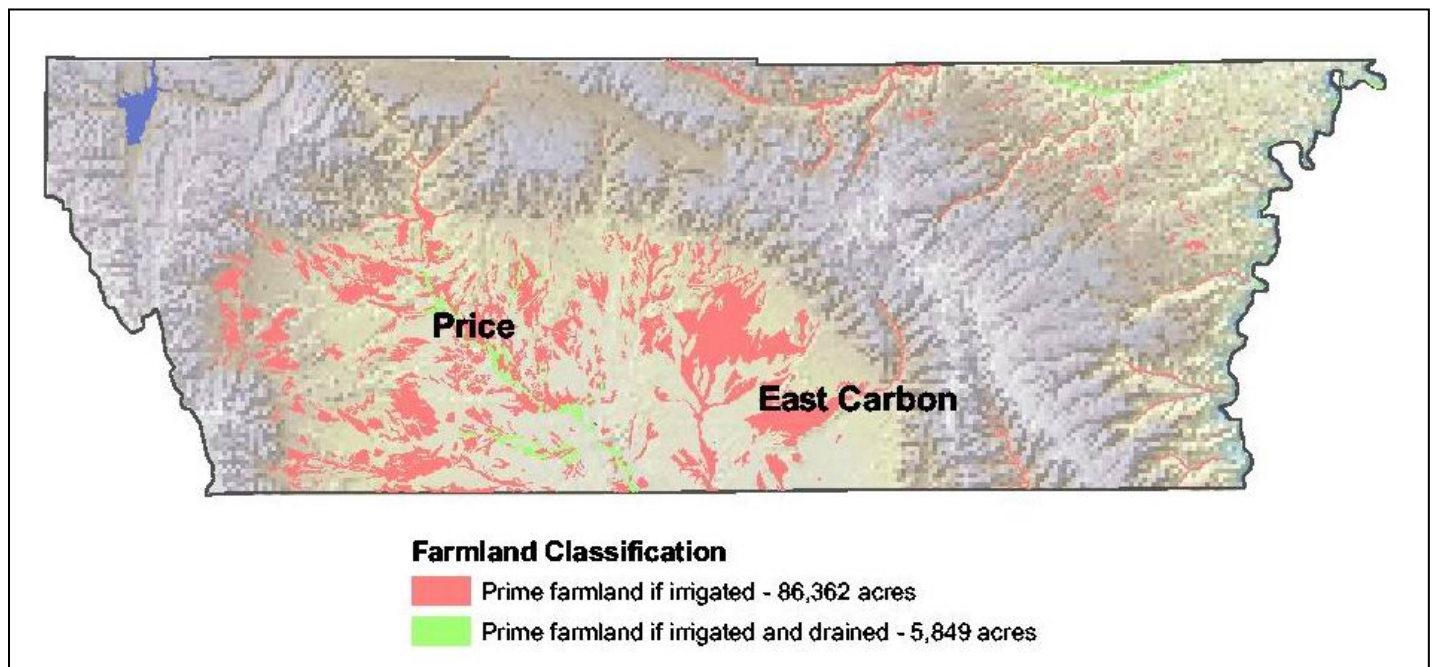 Price
East Carbon
Farmland Classification
Prime farmland if irrigated - 86,362 acres
Prime farmland if irrigated and drained - 5,849 acres